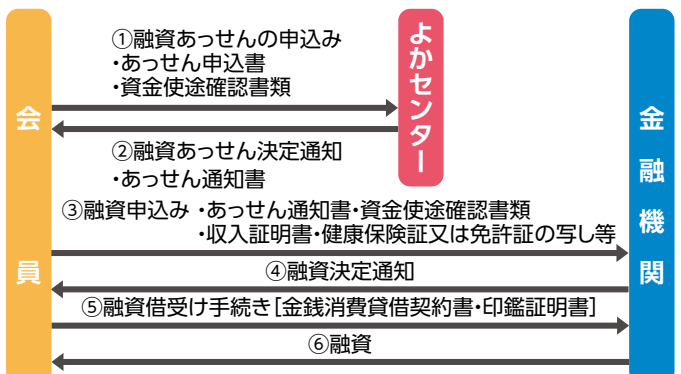 会員
よかセンター
金融機関
①融資あっせんの申込み
・あっせん申込書
・資金使途確認書類
②融資あっせん決定通知
・あっせん通知書
③融資申込み ・あっせん通知書・資金使途確認書類
・収入証明書・健康保険証又は免許証の写し等
④融資決定通知
⑤融資借受け手続き[金銭消費貸借契約書・印鑑証明書]
⑥融資